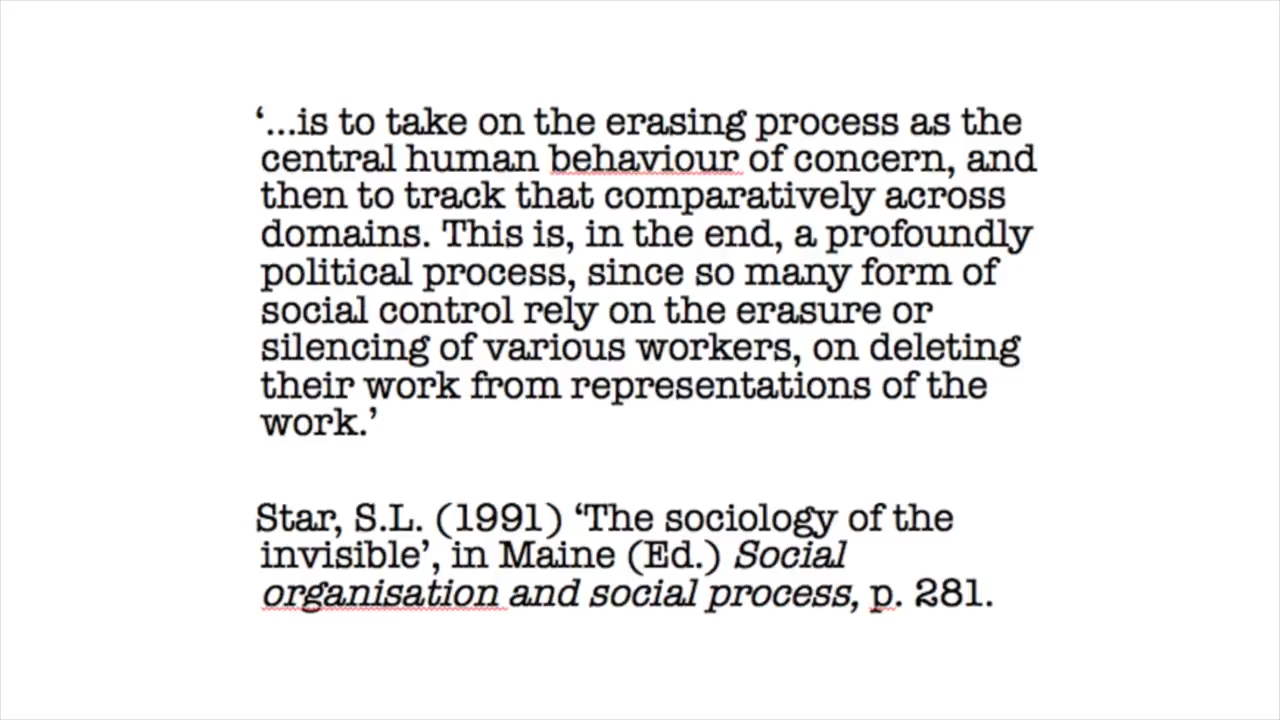 ‘...is to take on the erasing process as the
central human behaviour of concern, and
then to track that comparatively across
domains. This is, in the end, a profoundly
political process, since so many form of
social control rely on the erasure or
silencing of various workers, on deleting
their work from representations of the
work.’
Star, S.L. (1991) ‘The sociology of the
invisible’, in Maine (Ed.) Social
organisation and social process, p. 281.